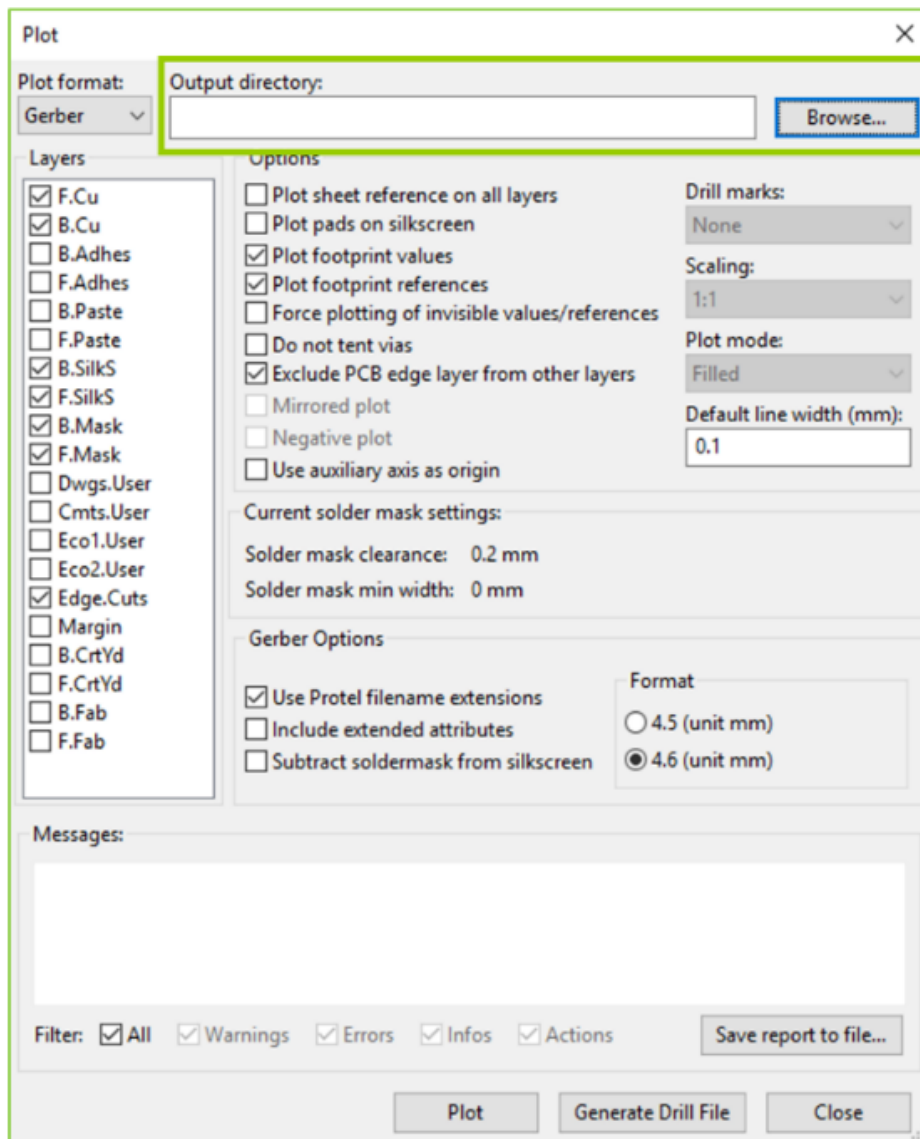 Plot
Plot format:
Output directory:
Gerber
Browse...
Layers
Options
F.Cu
B.Cu
B.Adhes
F.Adhes
B.Paste
F.Paste
B.SilkS
F.SilkS
B.Mask
F.Mask
Dwgs.User
Cmts.User
Eco1.User
Eco2.User
Edge.Cuts
Margin
B.CrtYd
F.CrtYd
B.Fab
F.Fab
Plot sheet reference on all layers
Plot pads on silkscreen
Plot footprint values
Plot footprint references
Force plotting of invisible values/references
Do not tent vias
Exclude PCB edge layer from other layers
Mirrored plot
Negative plot
Use auxiliary axis as origin
Drill marks:
None
Scaling:
1:1
Plot mode:
Filled
Default line width (mm):
0.1
Current solder mask settings:
Solder mask clearance: 0.2 mm
Solder mask min width: 0 mm
Gerber Options
Use Protel filename extensions
Include extended attributes
Subtract soldermask from silkscreen
Format
4.5 (unit mm)
4.6 (unit mm)
Messages:
Filter: All Warnings Errors Infos Actions
Save report to file...
Plot
Generate Drill File
Close